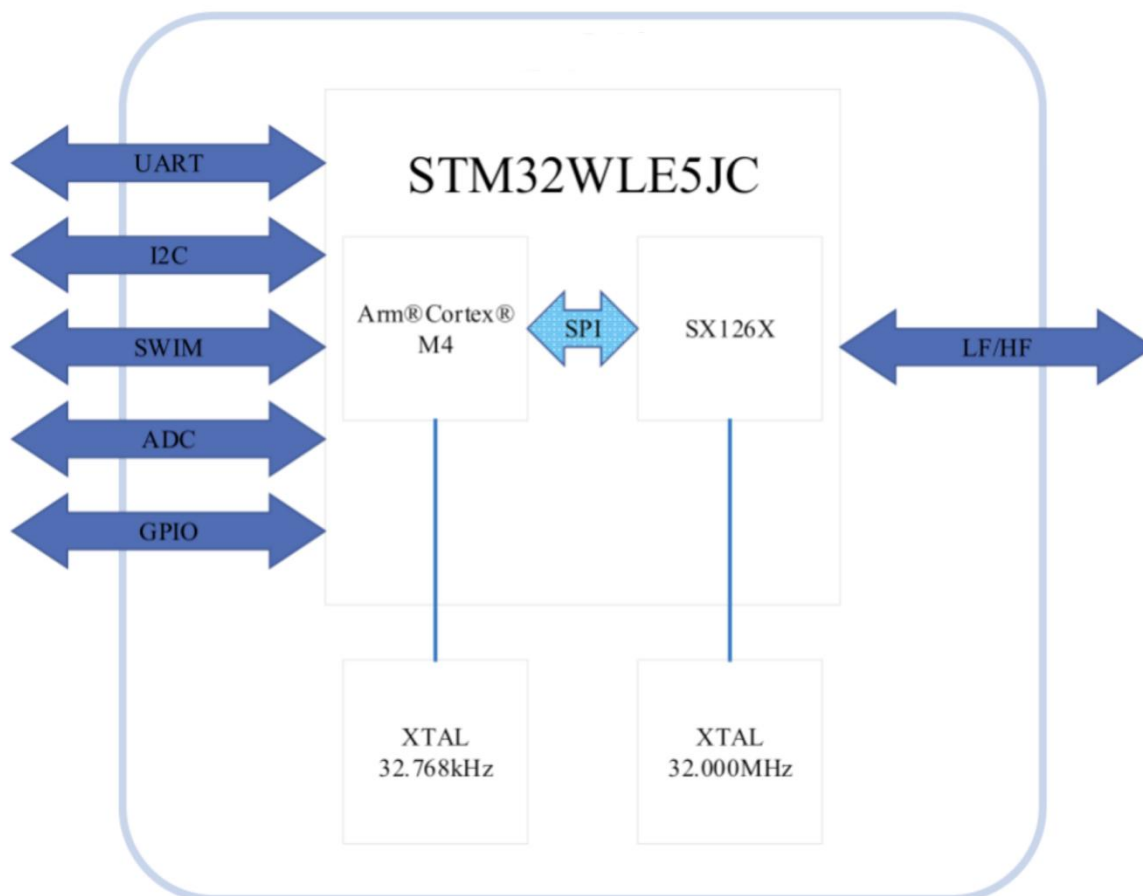 STM32WLE5JC
UART
I2C
SWIM
ADC
GPIO
Arm®Cortex®
M4
SPI
SX126X
LF/HF
XTAL
32.768kHz
XTAL
32.000MHz